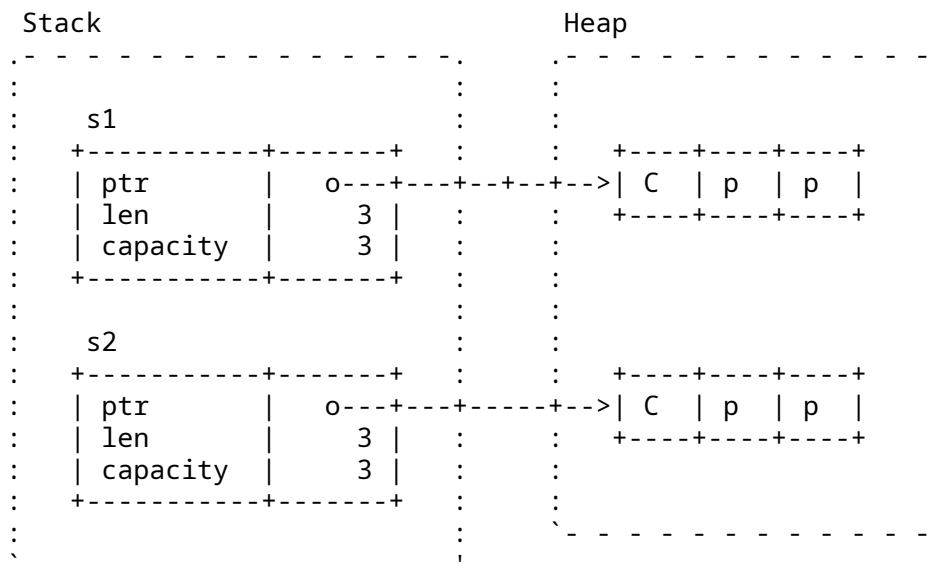 Stack Heap
s1
ptr o C p p
len 3
capacity 3
s2
ptr o C p p
len 3
capacity 3